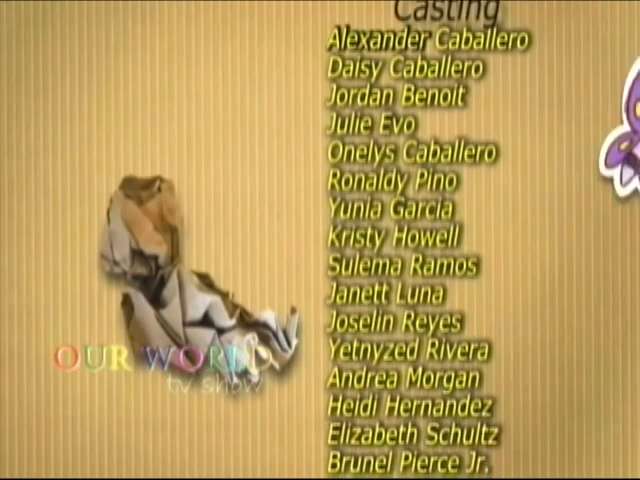 Casting
Alexander Caballero
Daisy Caballero
Jordan Benoit
Julie Evo
Onelys Caballero
Ronaldy Pino
Yunia Garcia
Kristy Howell
Sulema Ramos
Janett Luna
Joselin Reyes
Yetnyzed Rivera
Andrea Morgan
Heidi Hernandez
Elizabeth Schultz
Brunel Pierce Jr.
OUR WORLD
tv show